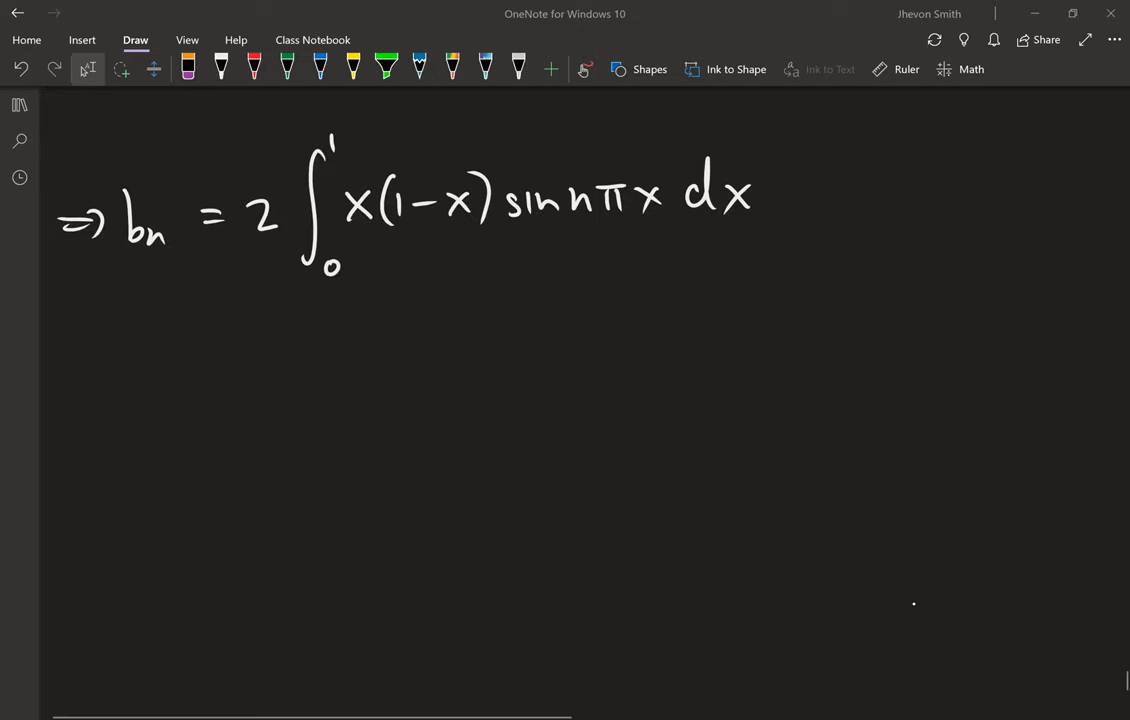 OneNote for Windows 10
Jhevon Smith
Home Insert Draw View Help Class Notebook
Share
Shapes Ink to Shape Ink to Text Ruler Math
⇒ bₙ = 2 ∫₀¹ x(1-x) sin nπx dx